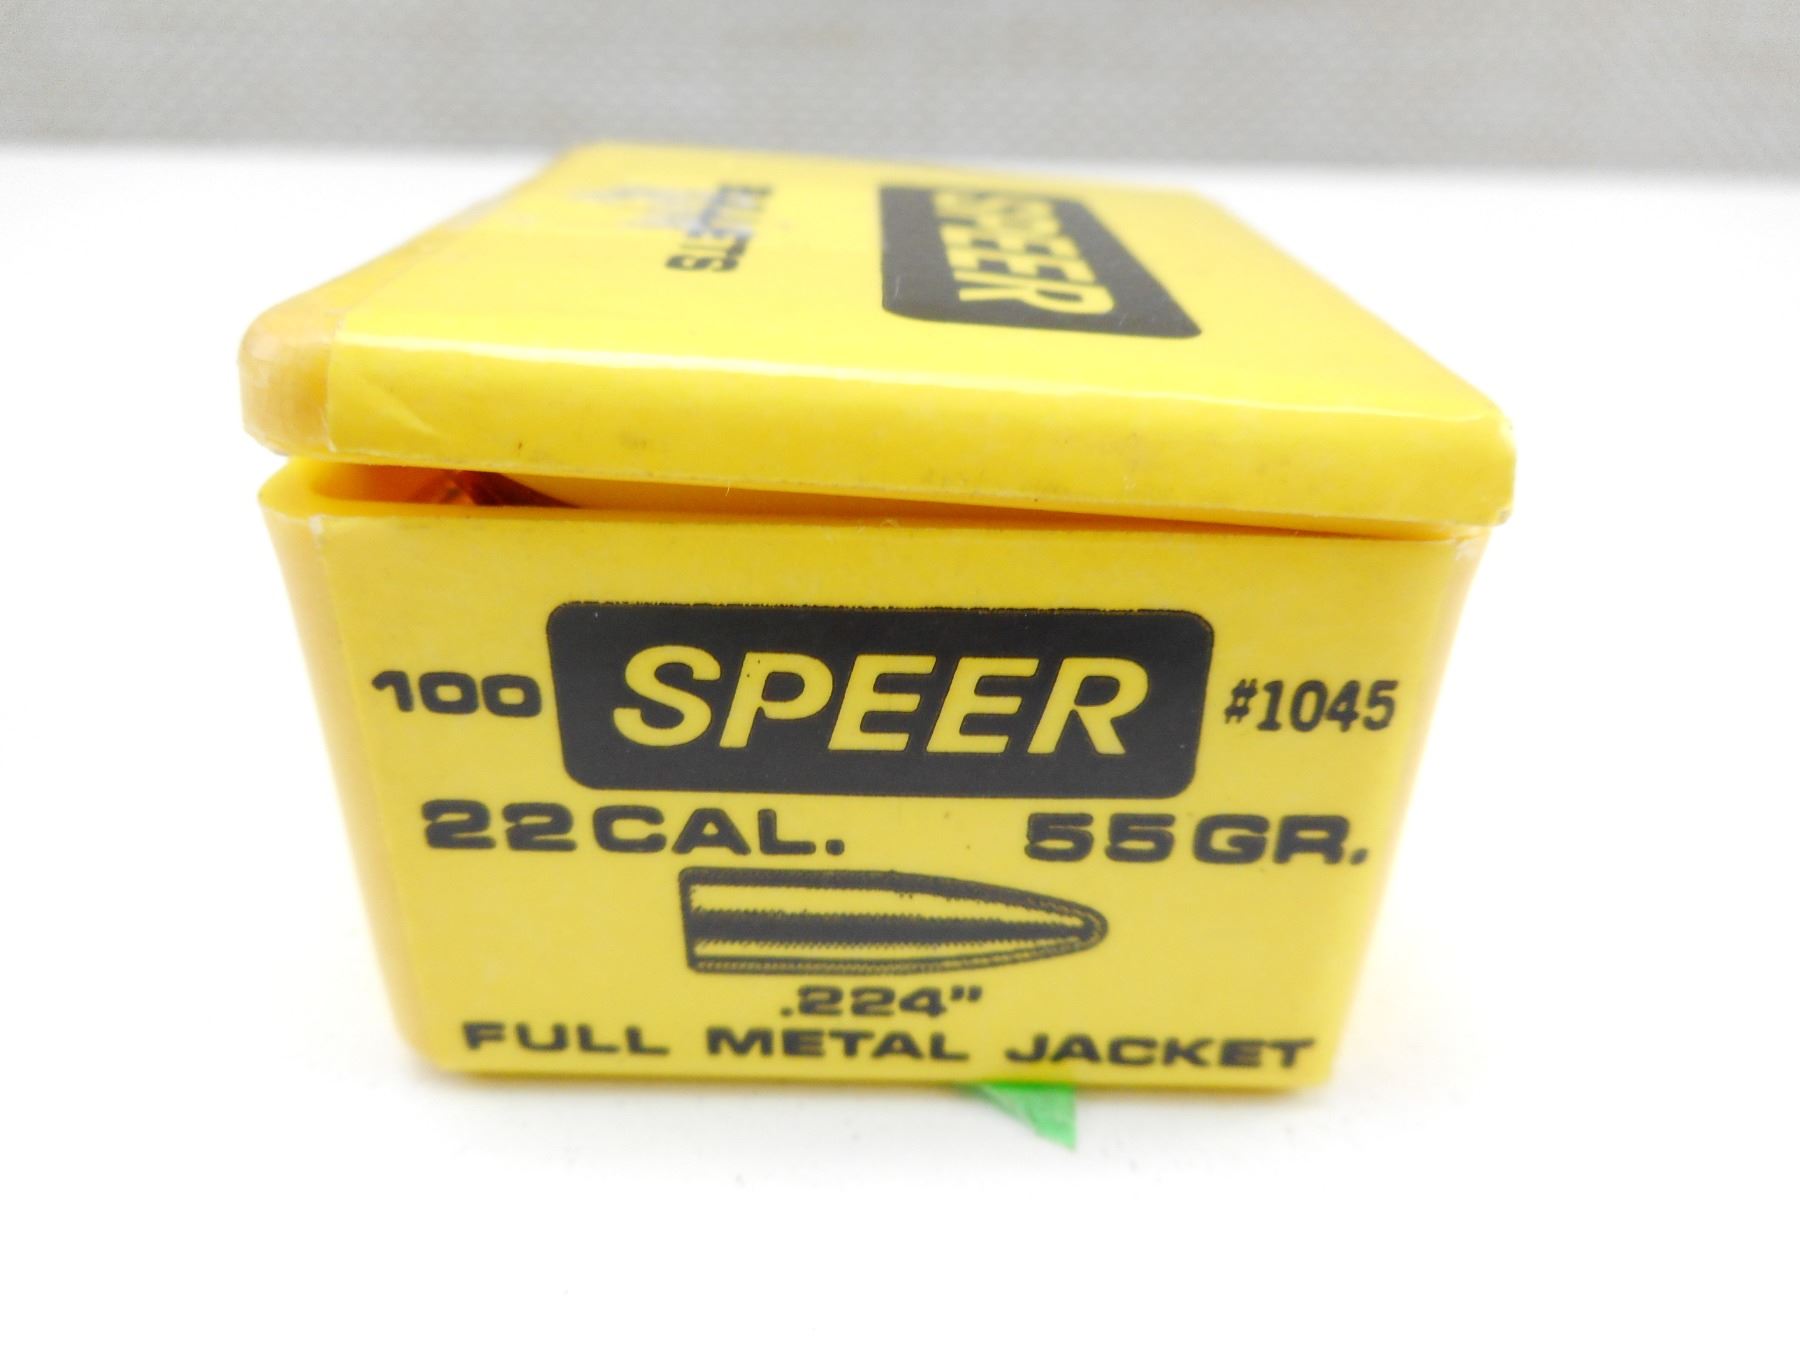 SPEER
BULLETS
100 SPEER #1045
22 CAL. 55 GR.
.224"
FULL METAL JACKET